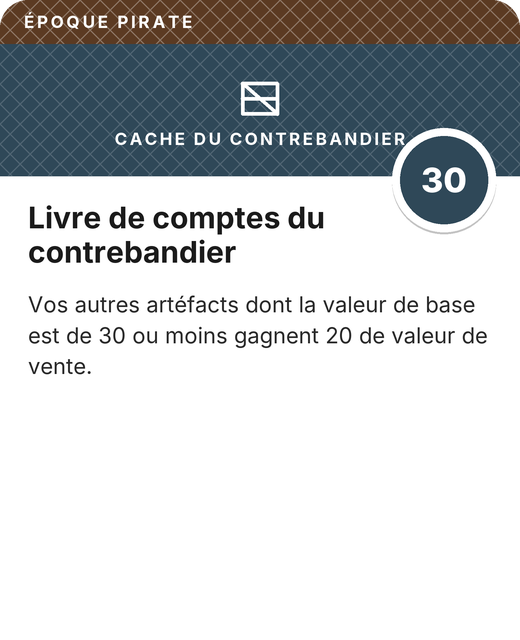 ÉPOQUE PIRATE
CACHE DU CONTREBANDIER
30
Livre de comptes du
contrebandier
Vos autres artéfacts dont la valeur de base
est de 30 ou moins gagnent 20 de valeur de
vente.